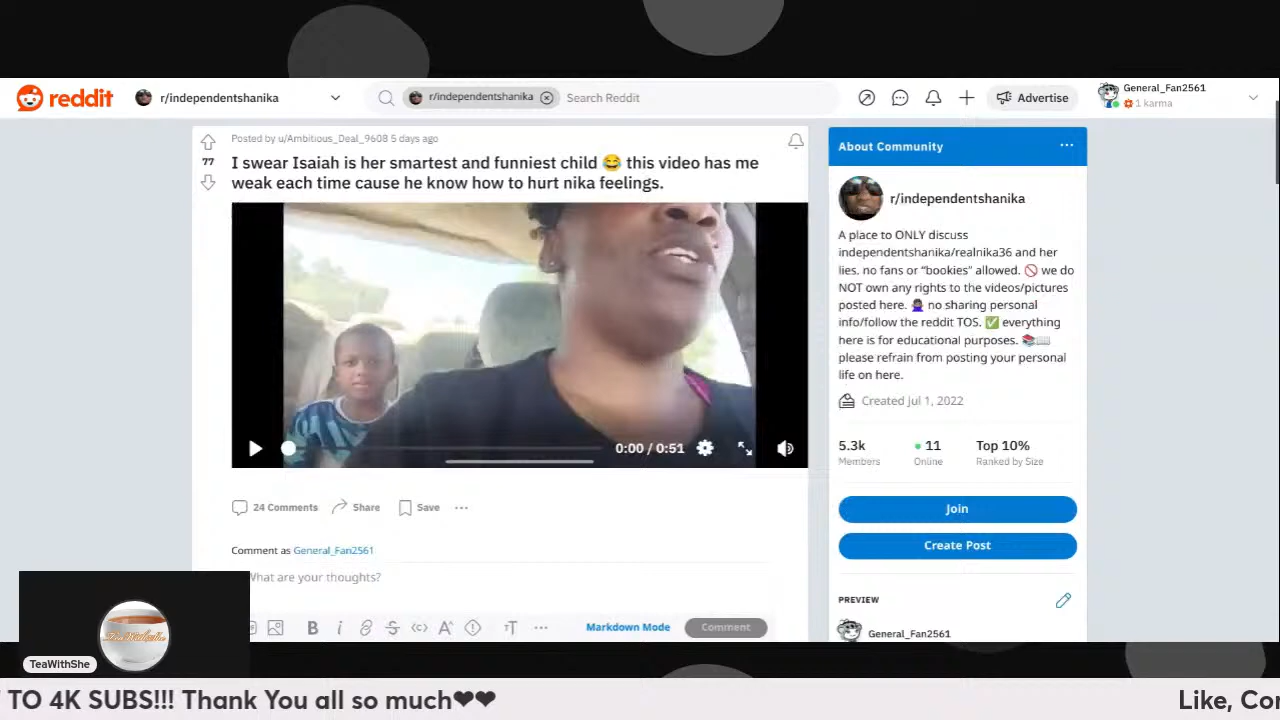 reddit
r/independentshanika
r/independentshanika
Search Reddit
Advertise
General_Fan2561
1 karma
Posted by u/Ambitious_Deal_9608 5 days ago
77
I swear Isaiah is her smartest and funniest child 😂 this video has me
weak each time cause he know how to hurt nika feelings.
0:00 / 0:51
24 Comments
Share
Save
Comment as General_Fan2561
What are your thoughts?
Markdown Mode
Comment
About Community
r/independentshanika
A place to ONLY discuss
independentshanika/realnika36 and her
lies. no fans or “bookies” allowed. 🚫 we do
NOT own any rights to the videos/pictures
posted here. 🙅🏿‍♀️ no sharing personal
info/follow the reddit TOS. ✅ everything
here is for educational purposes. 📚📖
please refrain from posting your personal
life on here.
Created Jul 1, 2022
5.3k
Members
11
Online
Top 10%
Ranked by Size
Join
Create Post
PREVIEW
General_Fan2561
TeaWithShe
TO 4K SUBS!!! Thank You all so much❤❤
Like, Cor